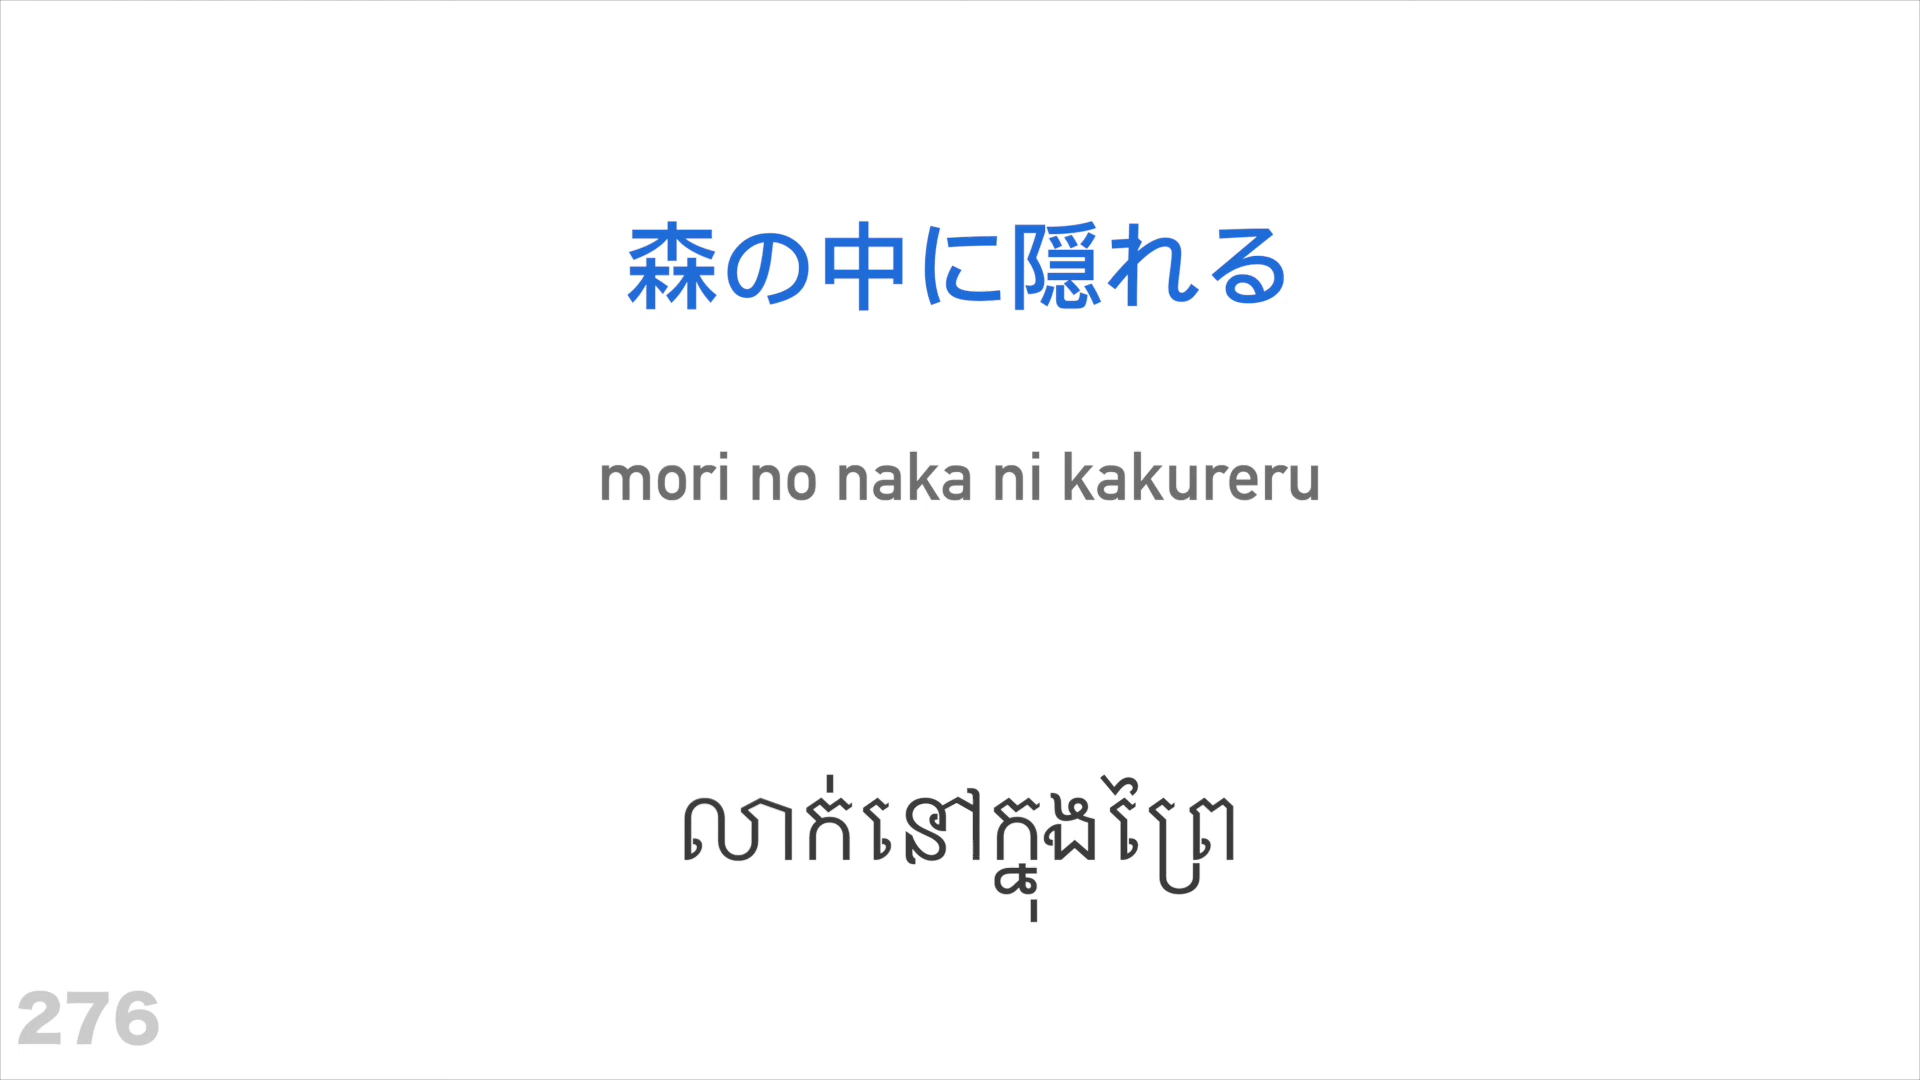 森の中に隠れる
mori no naka ni kakureru
លាក់នៅក្នុងព្រៃ
276